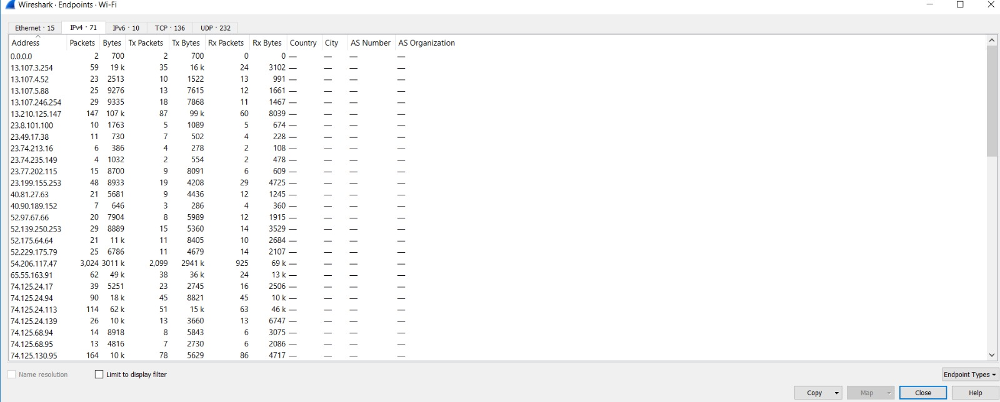 Wireshark · Endpoints · Wi-Fi
Ethernet · 15 IPv4 · 71 IPv6 · 10 TCP · 136 UDP · 232
Address Packets Bytes Tx Packets Tx Bytes Rx Packets Rx Bytes Country City AS Number AS Organization
0.0.0.0 2 700 2 700 0 0 — — — —
13.107.3.254 59 19 k 35 16 k 24 3102 — — — —
13.107.4.52 23 2513 10 1522 13 991 — — — —
13.107.5.88 25 9276 13 7615 12 1661 — — — —
13.107.246.254 29 9335 18 7868 11 1467 — — — —
13.210.125.147 147 107 k 87 99 k 60 8039 — — — —
23.8.101.100 10 1763 5 1089 5 674 — — — —
23.49.17.38 11 730 7 502 4 228 — — — —
23.74.213.16 6 386 4 278 2 108 — — — —
23.74.235.149 4 1032 2 554 2 478 — — — —
23.77.202.115 15 8700 9 8091 6 609 — — — —
23.199.155.253 48 8933 19 4208 29 4725 — — — —
40.81.27.63 21 5681 9 4436 12 1245 — — — —
40.90.189.152 7 646 3 286 4 360 — — — —
52.97.67.66 20 7904 8 5989 12 1915 — — — —
52.139.250.253 29 8889 15 5360 14 3529 — — — —
52.175.64.64 21 11 k 11 8405 10 2684 — — — —
52.229.175.79 25 6786 11 4679 14 2107 — — — —
54.206.117.47 3,024 3011 k 2,099 2941 k 925 69 k — — — —
65.55.163.91 62 49 k 38 36 k 24 13 k — — — —
74.125.24.17 39 5251 23 2745 16 2506 — — — —
74.125.24.94 90 18 k 45 8821 45 10 k — — — —
74.125.24.113 114 62 k 51 15 k 63 46 k — — — —
74.125.24.139 26 10 k 13 3660 13 6747 — — — —
74.125.68.94 14 8918 8 5843 6 3075 — — — —
74.125.68.95 13 4816 7 2730 6 2086 — — — —
74.125.130.95 164 10 k 78 5629 86 4717 — — — —
Name resolution Limit to display filter Endpoint Types
Copy Map Close Help